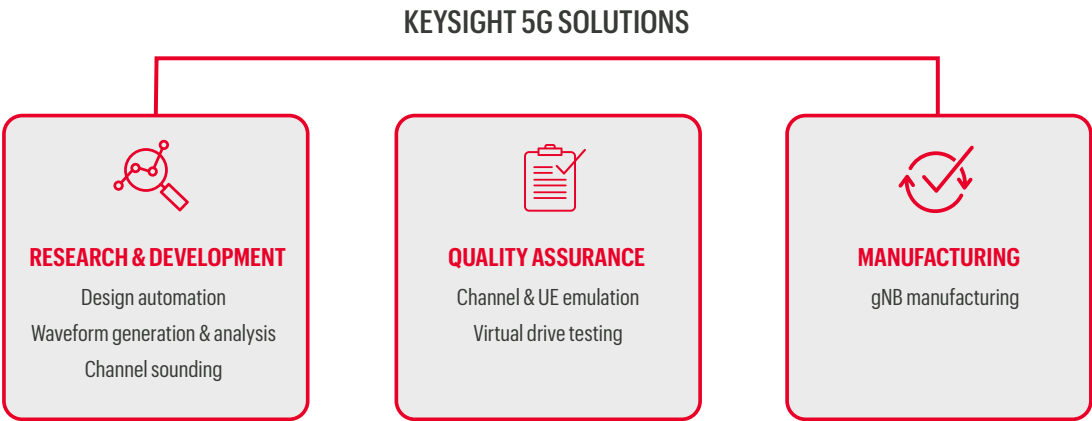 KEYSIGHT 5G SOLUTIONS
RESEARCH & DEVELOPMENT
Design automation
Waveform generation & analysis
Channel sounding
QUALITY ASSURANCE
Channel & UE emulation
Virtual drive testing
MANUFACTURING
gNB manufacturing